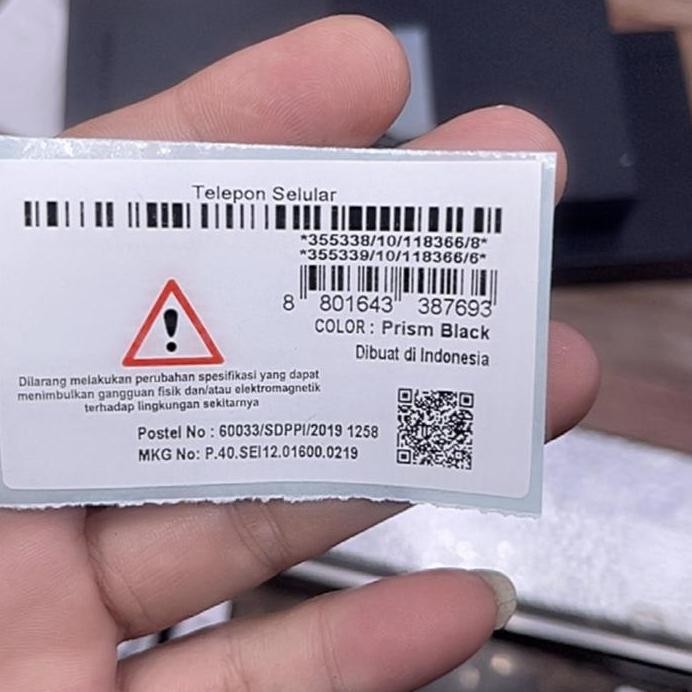 Telepon Selular
*355338/10/118366/8*
*355339/10/118366/6*
8 801643 387693
COLOR : Prism Black
Dibuat di Indonesia
Dilarang melakukan perubahan spesifikasi yang dapat
menimbulkan gangguan fisik dan/atau elektromagnetik
terhadap lingkungan sekitarnya
Postel No : 60033/SDPPI/2019 1258
MKG No: P.40.SEI12.01600.0219